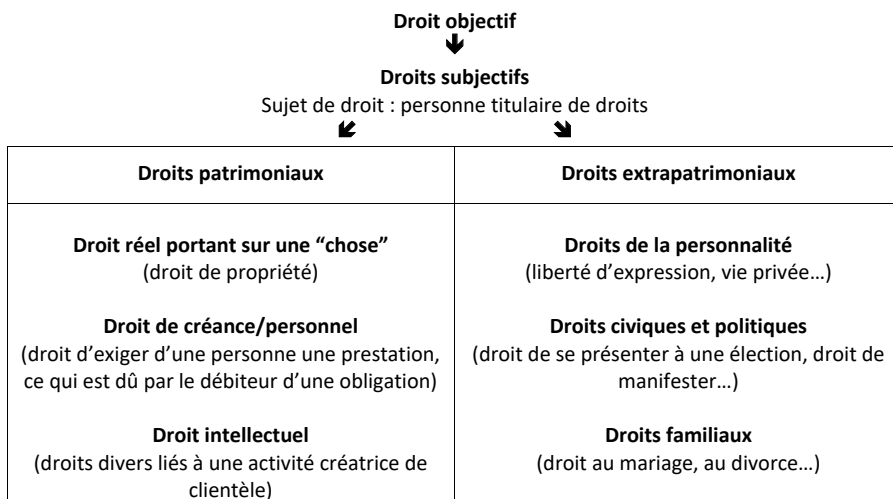 Droit objectif
Droits subjectifs
Sujet de droit : personne titulaire de droits
Droits patrimoniaux
Droits extrapatrimoniaux
Droit réel portant sur une “chose”
(droit de propriété)
Droit de créance/personnel
(droit d’exiger d’une personne une prestation,
ce qui est dû par le débiteur d’une obligation)
Droit intellectuel
(droits divers liés à une activité créatrice de
clientèle)
Droits de la personnalité
(liberté d’expression, vie privée…)
Droits civiques et politiques
(droit de se présenter à une élection, droit de
manifester…)
Droits familiaux
(droit au mariage, au divorce…)